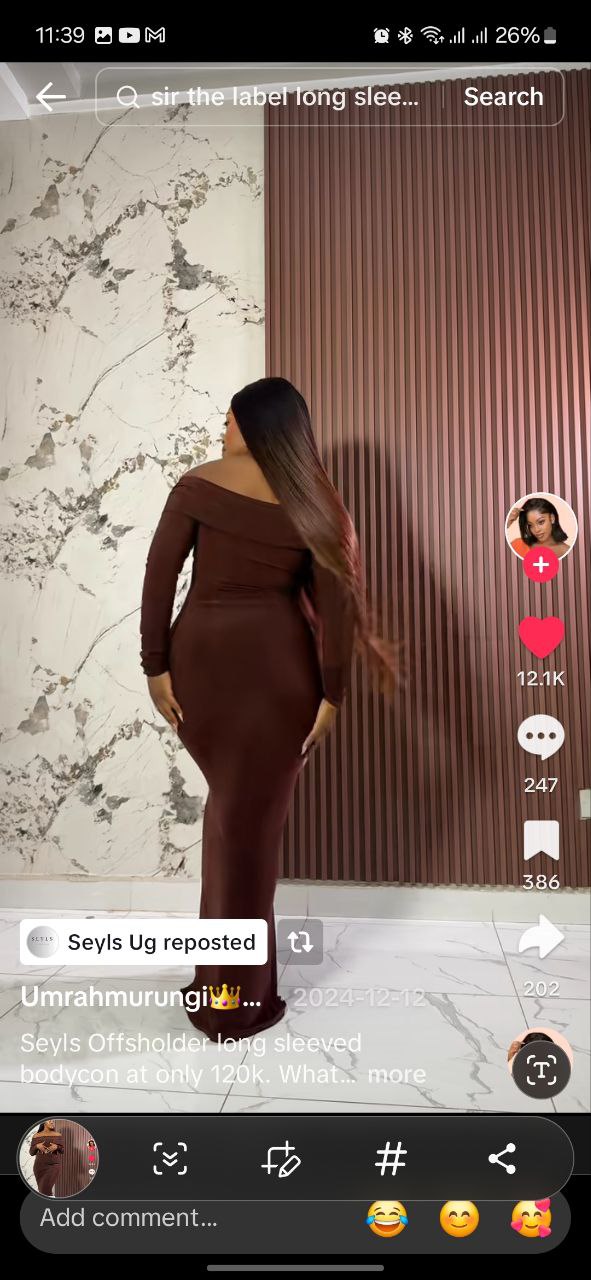 11:39
26%
sir the label long slee... Search
12.1K
247
386
202
SEYLS
Seyls Ug reposted
Umrahmurungi👑... 2024-12-12
Seyls Offsholder long sleeved
bodycon at only 120k. What... more
Add comment...